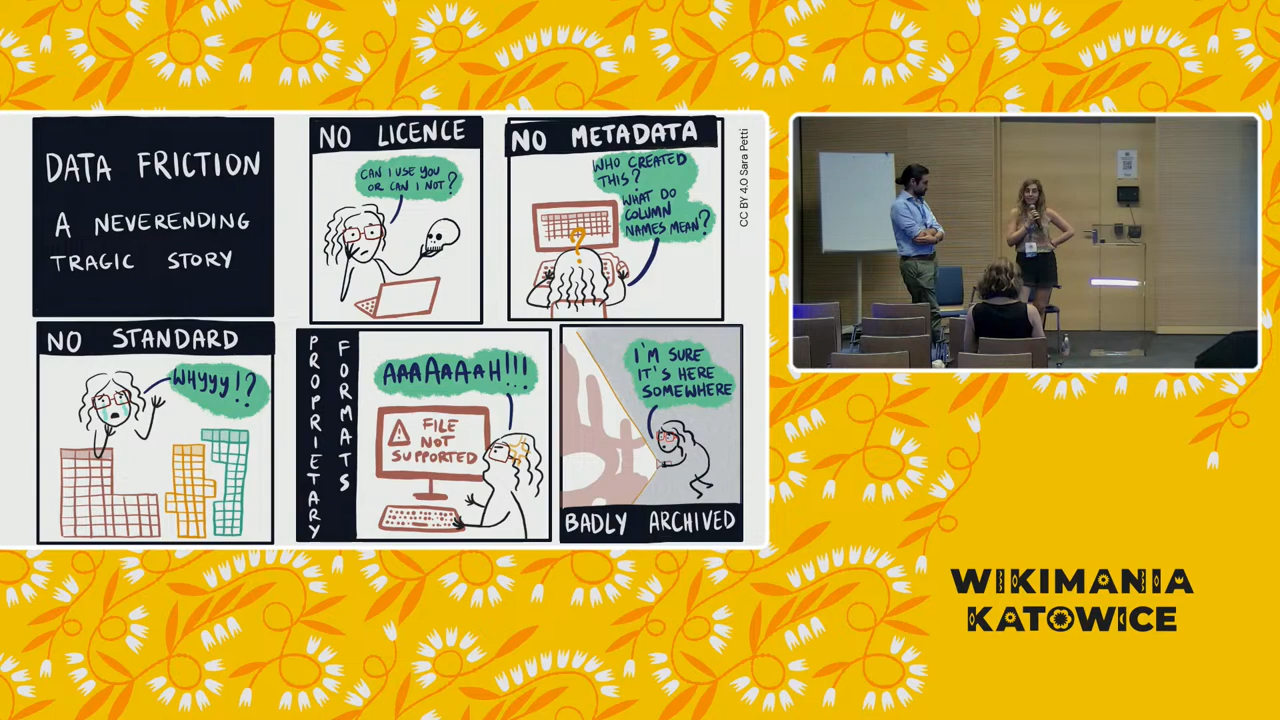 DATA FRICTION
A NEVERENDING
TRAGIC STORY
NO LICENCE
CAN I USE YOU
OR CAN I NOT?
NO METADATA
WHO CREATED
THIS?
WHAT DO
COLUMN
NAMES MEAN?
?
CC BY 4.0 Sara Petti
NO STANDARD
WHYYY!?
PROPRIETARY
FORMATS
AAAAAAAH!!!
FILE
NOT
SUPPORTED
I'M SURE
IT'S HERE
SOMEWHERE
BADLY ARCHIVED
WIKIMANIA
KATOWICE